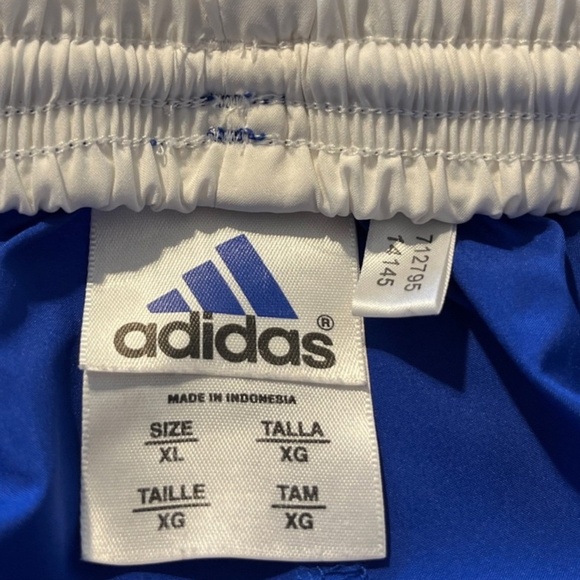 adidas®
MADE IN INDONESIA
SIZE TALLA
XL XG
TAILLE TAM
XG XG
712795
14145